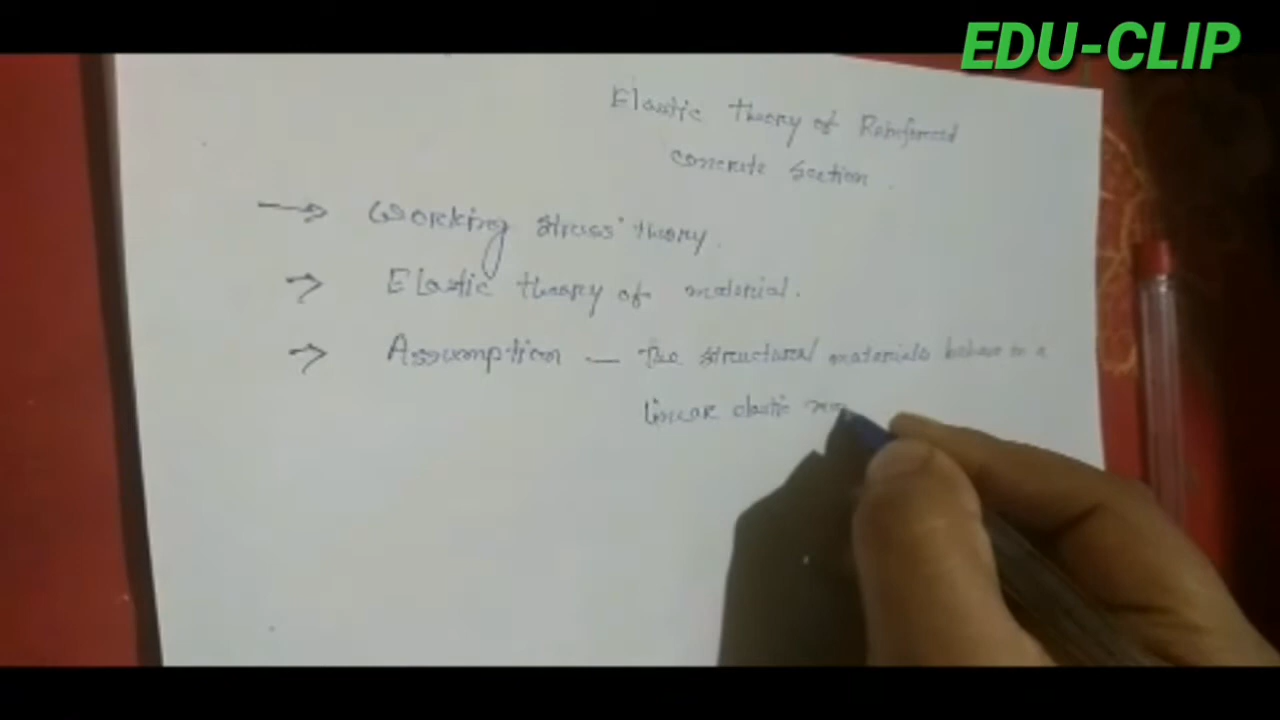 EDU-CLIP
Elastic theory of Reinforced
concrete section.
→ Working stress theory.
→ Elastic theory of material.
→ Assumption — The structural materials behave in a
linear elastic